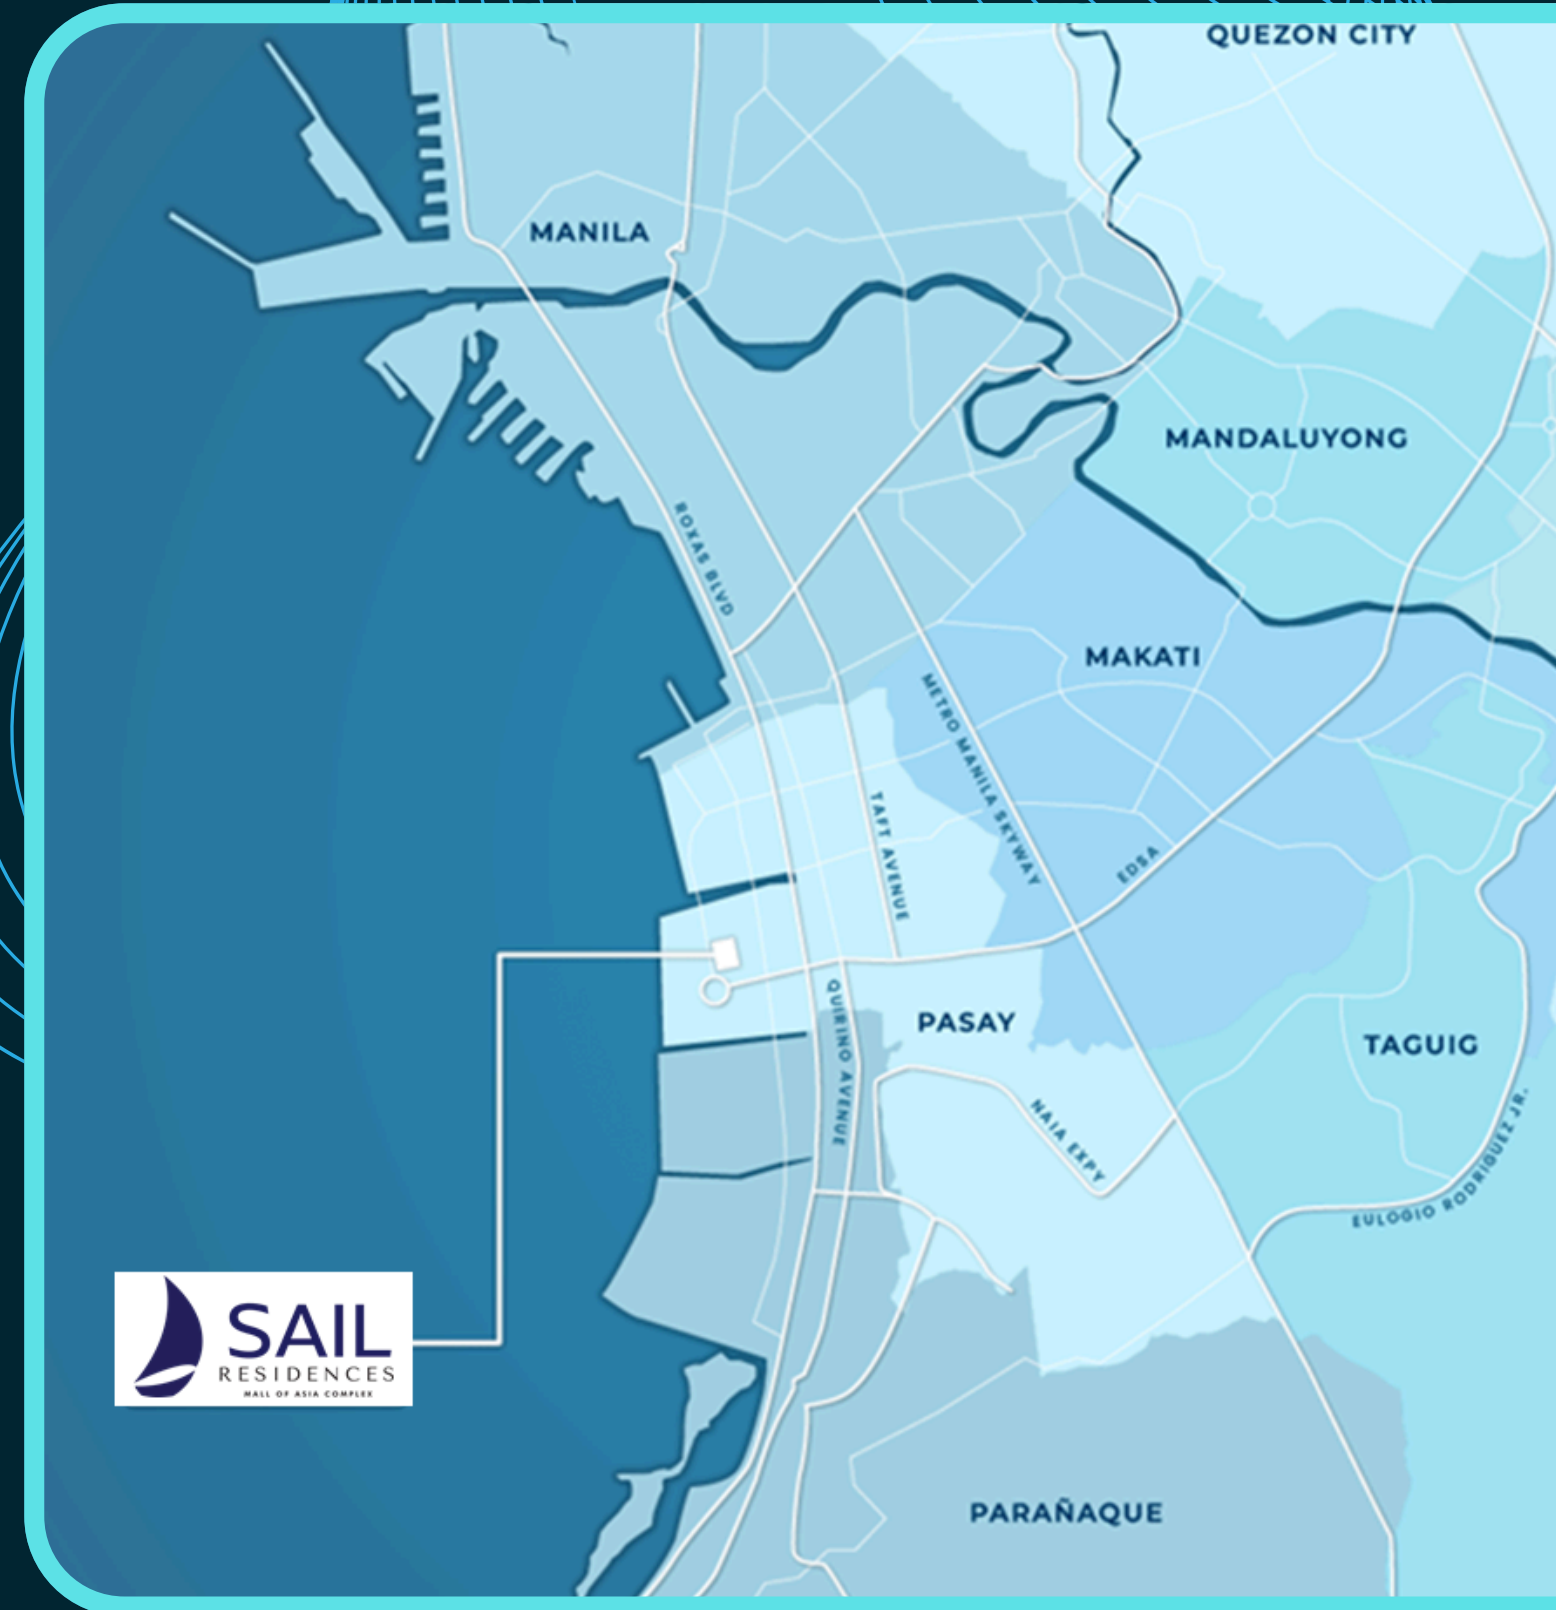 QUEZON CITY
MANILA
MANDALUYONG
ROXAS BLVD
MAKATI
METRO MANILA SKYWAY
TAFT AVENUE
EDSA
QUIRINO AVENUE
PASAY
TAGUIG
NAIA EXPY
EULOGIO RODRIGUEZ JR.
SAIL
RESIDENCES
MALL OF ASIA COMPLEX
PARAÑAQUE